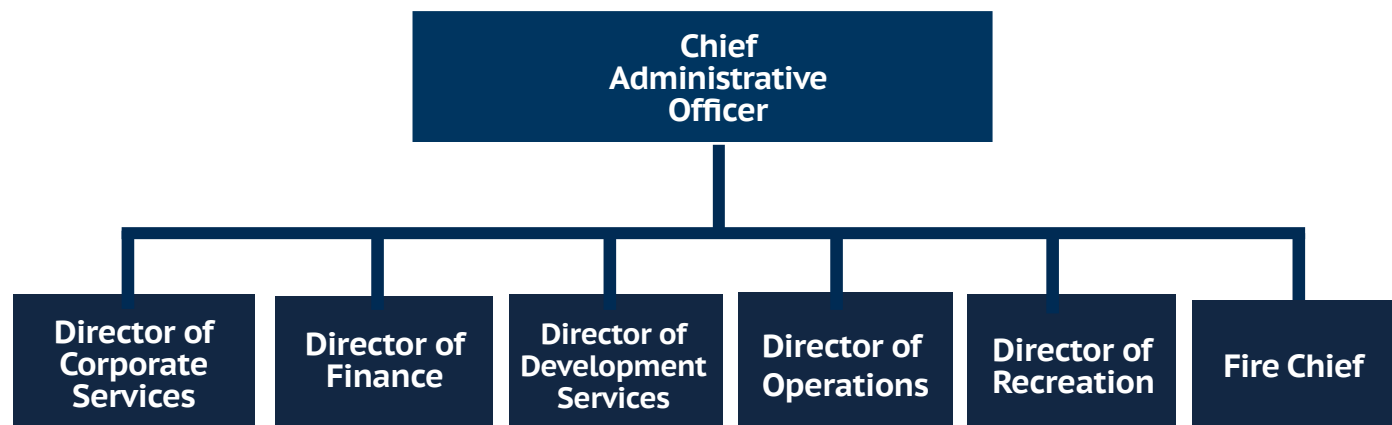 Chief
Administrative
Officer
Director of
Corporate
Services
Director of
Finance
Director of
Development
Services
Director of
Operations
Director of
Recreation
Fire Chief